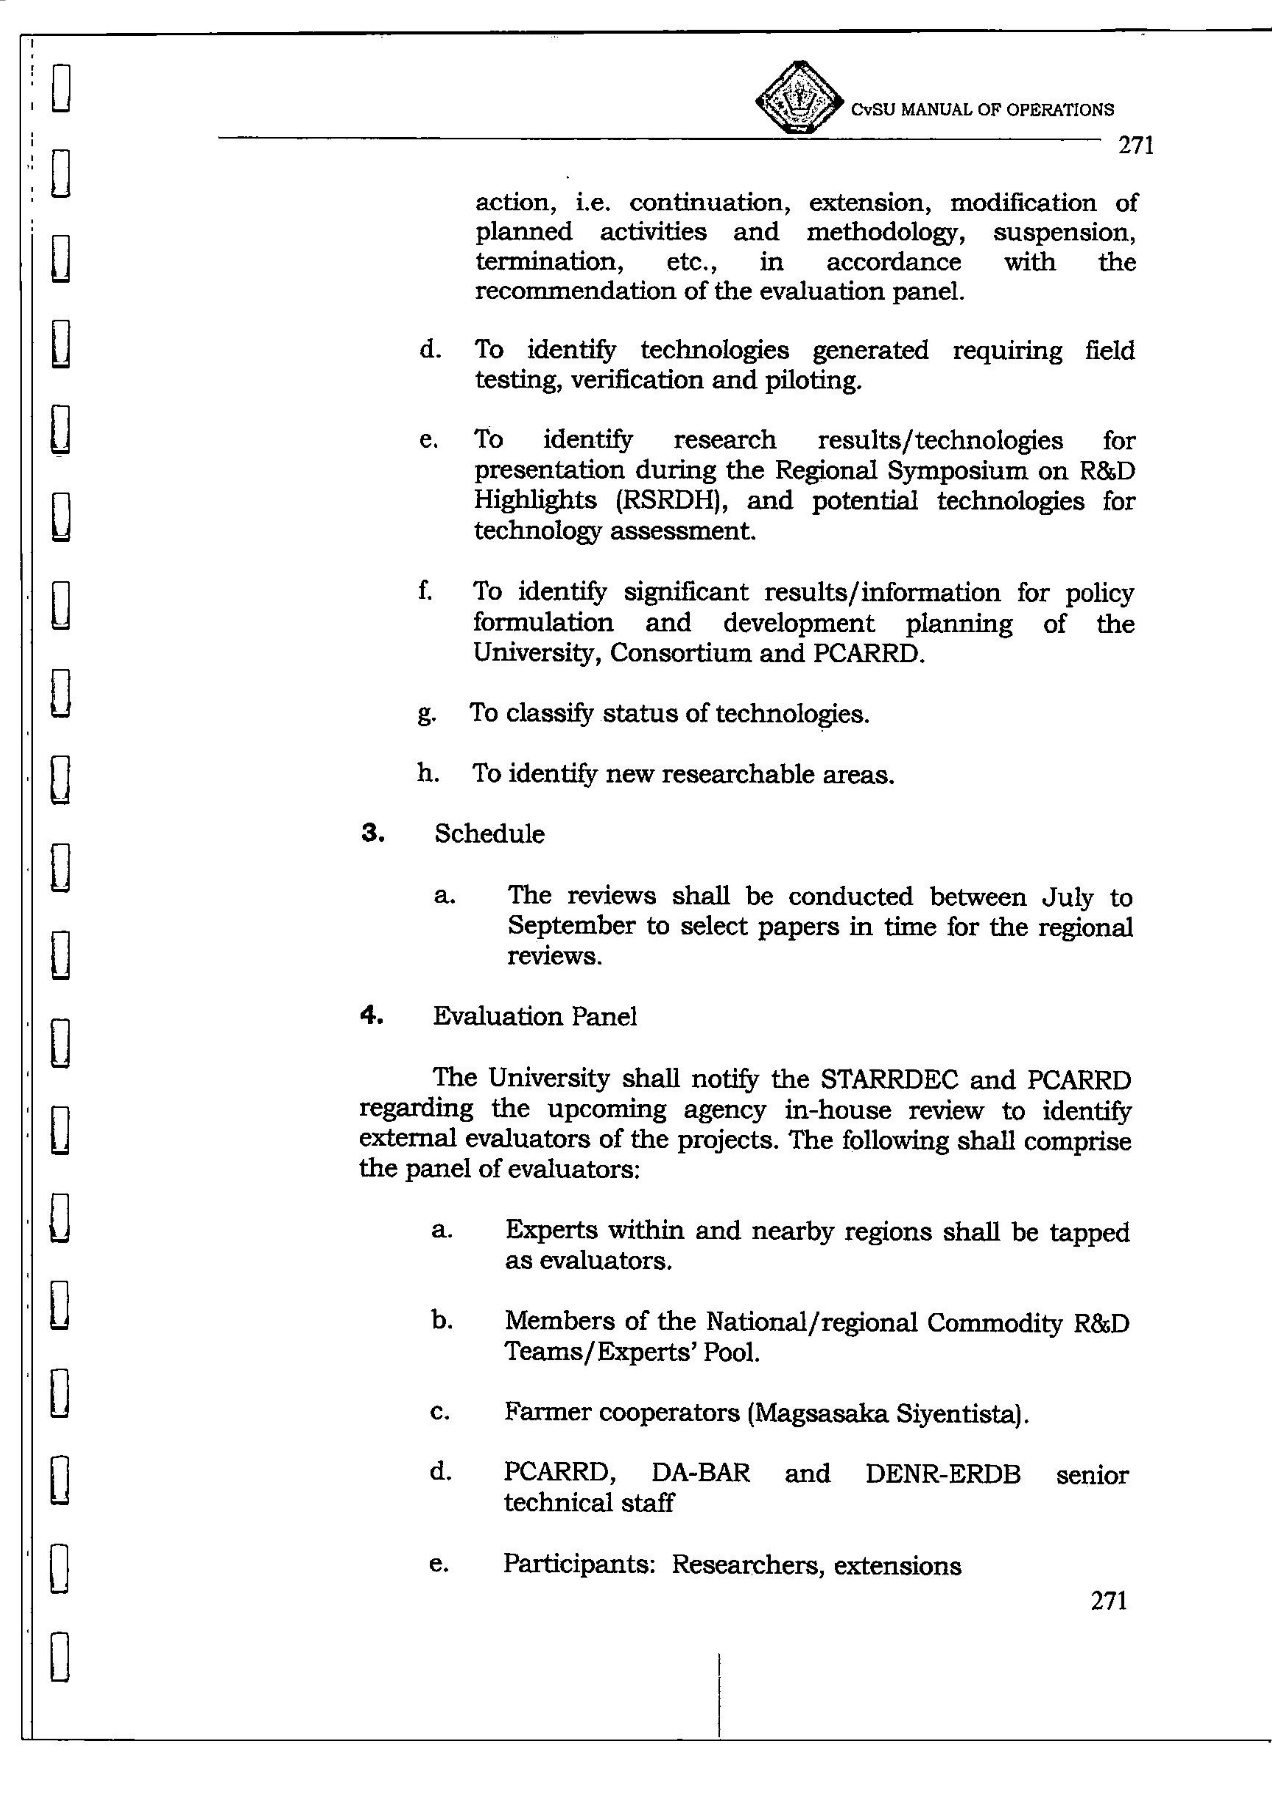 CvSU MANUAL OF OPERATIONS
271
action, i.e. continuation, extension, modification of
planned activities and methodology, suspension,
termination, etc., in accordance with the
recommendation of the evaluation panel.
d. To identify technologies generated requiring field
testing, verification and piloting.
e. To identify research results/technologies for
presentation during the Regional Symposium on R&D
Highlights (RSRDH), and potential technologies for
technology assessment.
f. To identify significant results/information for policy
formulation and development planning of the
University, Consortium and PCARRD.
g. To classify status of technologies.
h. To identify new researchable areas.
3. Schedule
a. The reviews shall be conducted between July to
September to select papers in time for the regional
reviews.
4. Evaluation Panel
The University shall notify the STARRDEC and PCARRD
regarding the upcoming agency in-house review to identify
external evaluators of the projects. The following shall comprise
the panel of evaluators:
a. Experts within and nearby regions shall be tapped
as evaluators.
b. Members of the National/regional Commodity R&D
Teams/Experts' Pool.
c. Farmer cooperators (Magsasaka Siyentista).
d. PCARRD, DA-BAR and DENR-ERDB senior
technical staff
e. Participants: Researchers, extensions
271